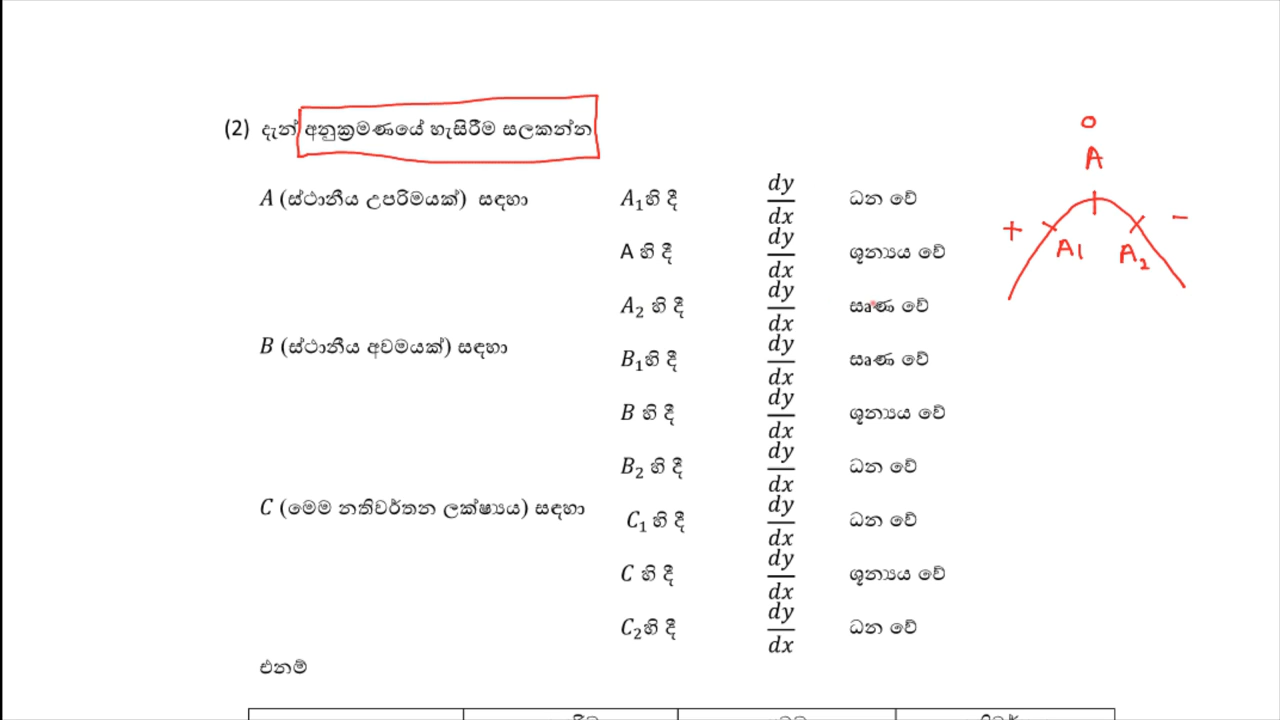 (2) දැන් අනුක්‍රමණයේ හැසිරීම සලකන්න
A (ස්ථානීය උපරිමයක්) සඳහා A₁හි දී dy/dx ධන වේ
A හි දී dy/dx ශූන්‍යය වේ
A₂ හි දී dy/dx සෘණ වේ
B (ස්ථානීය අවමයක්) සඳහා B₁හි දී dy/dx සෘණ වේ
B හි දී dy/dx ශූන්‍යය වේ
B₂ හි දී dy/dx ධන වේ
C (මෙම නතිවර්තන ලක්ෂ්‍යය) සඳහා C₁ හි දී dy/dx ධන වේ
C හි දී dy/dx ශූන්‍යය වේ
C₂හි දී dy/dx ධන වේ
එනම්
0
A
+ −
A1 A₂